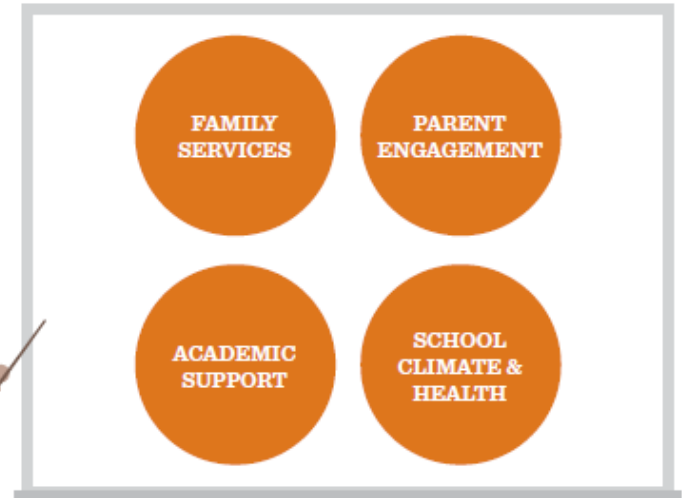 FAMILY
SERVICES
PARENT
ENGAGEMENT
ACADEMIC
SUPPORT
SCHOOL
CLIMATE &
HEALTH